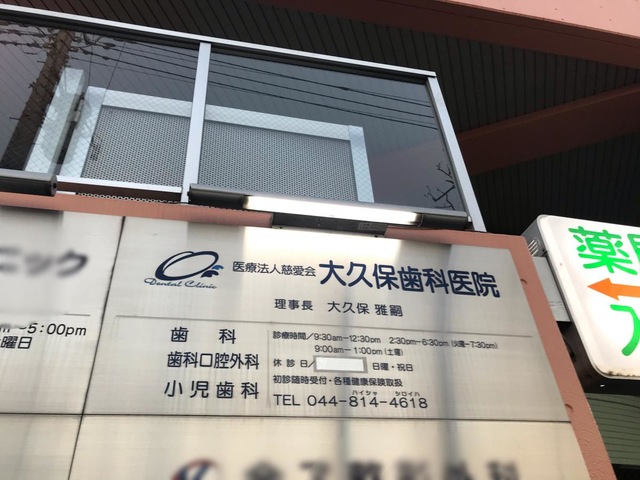 ニック
m-5:00pm
曜日
Dental Clinic
医療法人慈愛会 大久保歯科医院
理事長 大久保 雅嗣
歯科 診療時間/9:30am-12:30pm 2:30pm-6:30pm (火曜-7:30pm)
9:00am-1:00pm(土曜)
歯科口腔外科 休診日/ 日曜・祝日
小児歯科 初診随時受付・各種健康保険取扱
ハイシャ シロイハ
TEL 044-814-4618
薬局
入